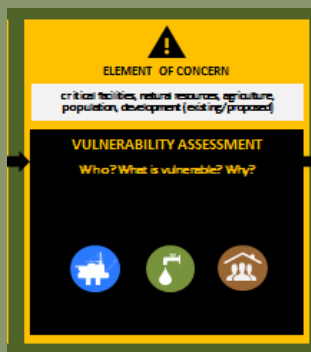 ELEMENT OF CONCERN
critical facilities, natural resources, agriculture,
population, development (existing/proposed)
VULNERABILITY ASSESSMENT
Who? What is vulnerable? Why?